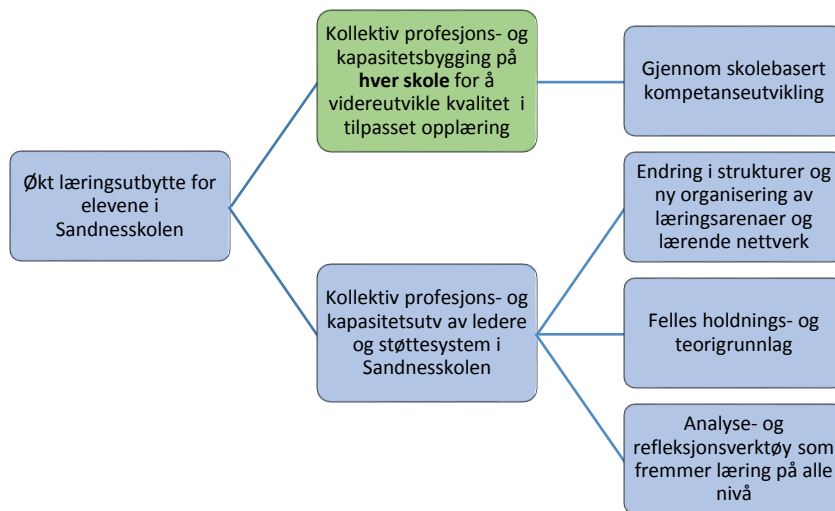 Økt læringsutbytte for
elevene i
Sandnesskolen
Kollektiv profesjons- og
kapasitetsbygging på
hver skole for å
videreutvikle kvalitet i
tilpasset opplæring
Gjennom skolebasert
kompetanseutvikling
Kollektiv profesjons- og
kapasitetsutv av ledere
og støttesystem i
Sandnesskolen
Endring i strukturer og
ny organisering av
læringsarenaer og
lærende nettverk
Felles holdnings- og
teorigrunnlag
Analyse- og
refleksjonsverktøy som
fremmer læring på alle
nivå